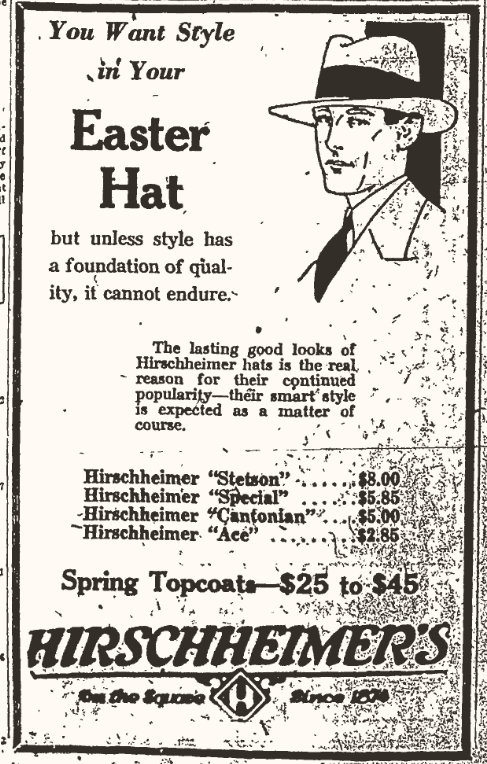 You Want Style
in Your
Easter
Hat
but unless style has
a foundation of qual-
ity, it cannot endure.
The lasting good looks of
Hirschheimer hats is the real
reason for their continued
popularity—their smart style
is expected as a matter of
course.
Hirschheimer "Stetson" ...... $8.00
Hirschheimer "Special" ..... $5.85
Hirschheimer "Cantonian" ... $5.00
Hirschheimer "Ace" ......... $2.85
Spring Topcoats—$25 to $45
HIRSCHHEIMER'S
On the Square H Since 1874